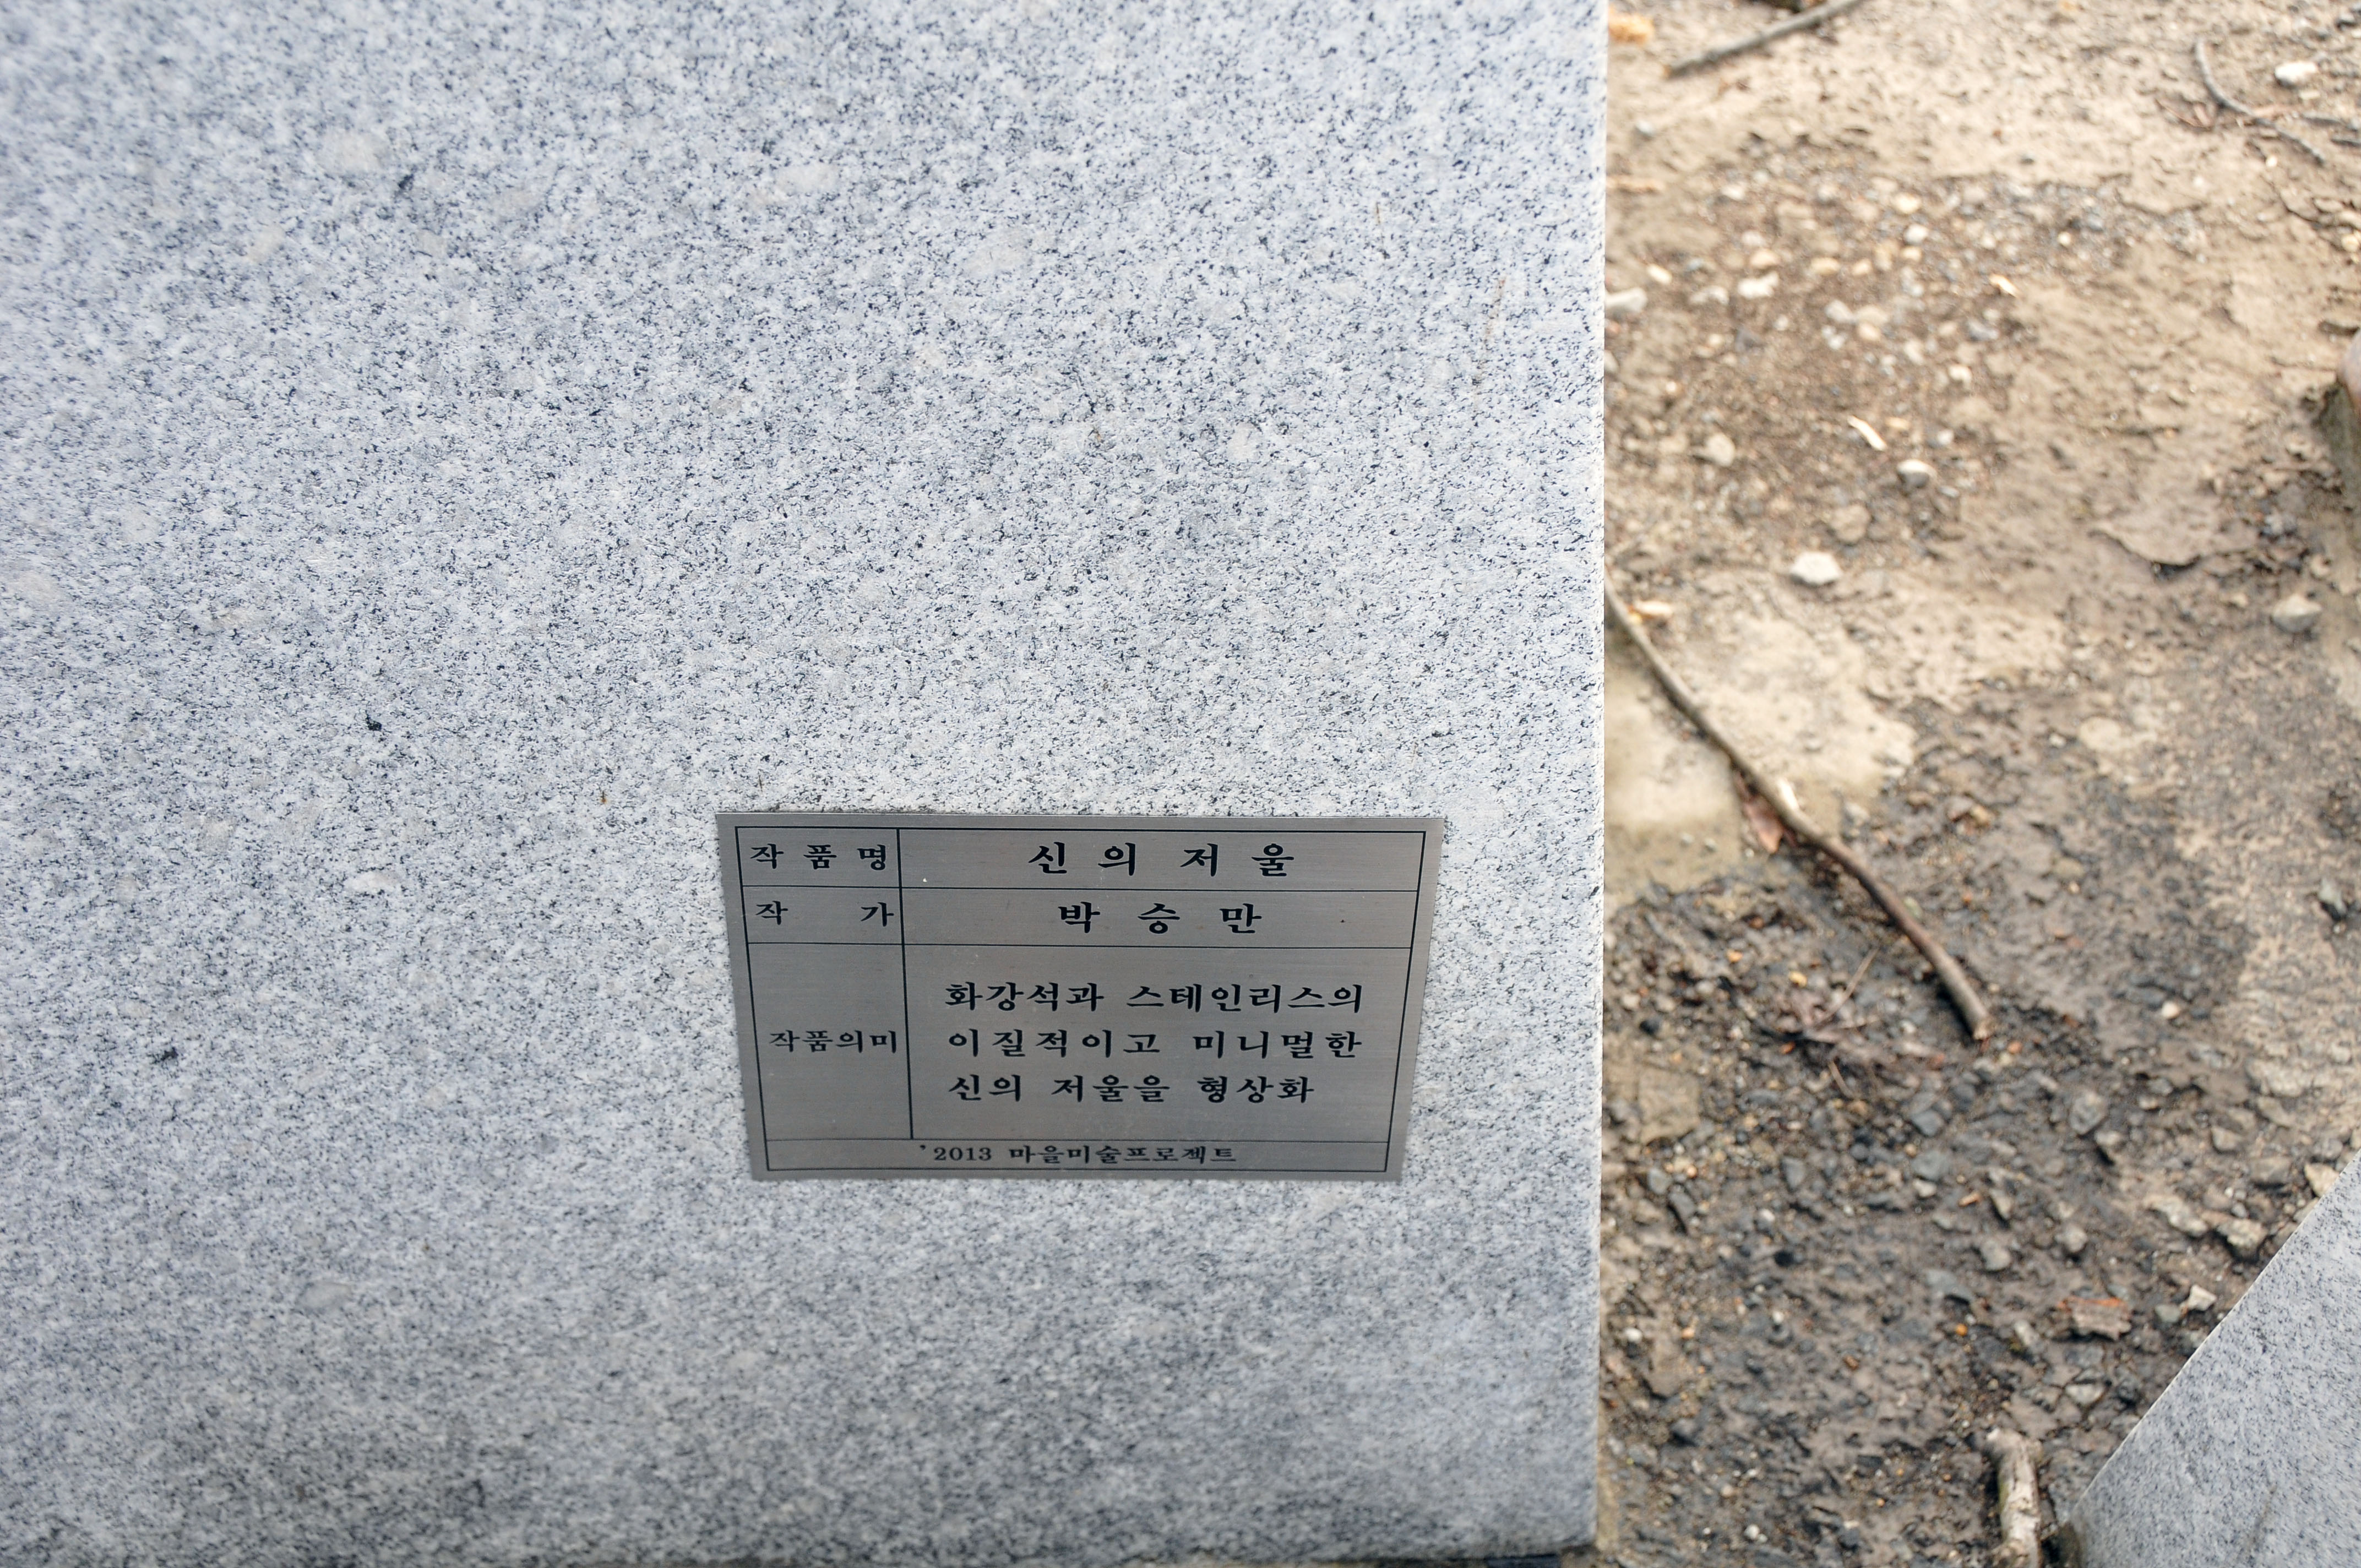 작품명 신의 저울
작 가 박승만
작품의미 화강석과 스테인리스의
이질적이고 미니멀한
신의 저울을 형상화
'2013 마을미술프로젝트